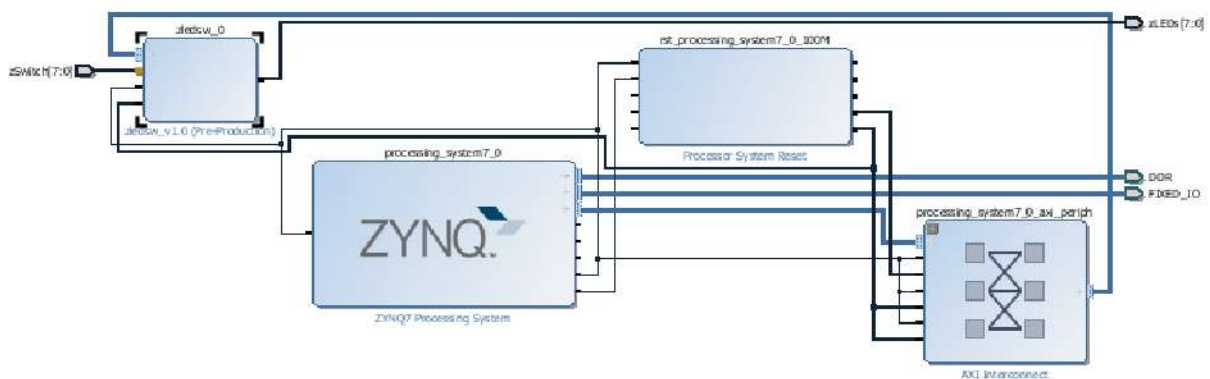 zledsw_0
zSwitch[7:0]
zledsw_v1.0 (Pre-Production)
rst_processing_system7_0_100M
Processor System Reset
zLEDs[7:0]
processing_system7_0
ZYNQ.
ZYNQ7 Processing System
DDR
FIXED_IO
processing_system7_0_axi_periph
AXI Interconnect